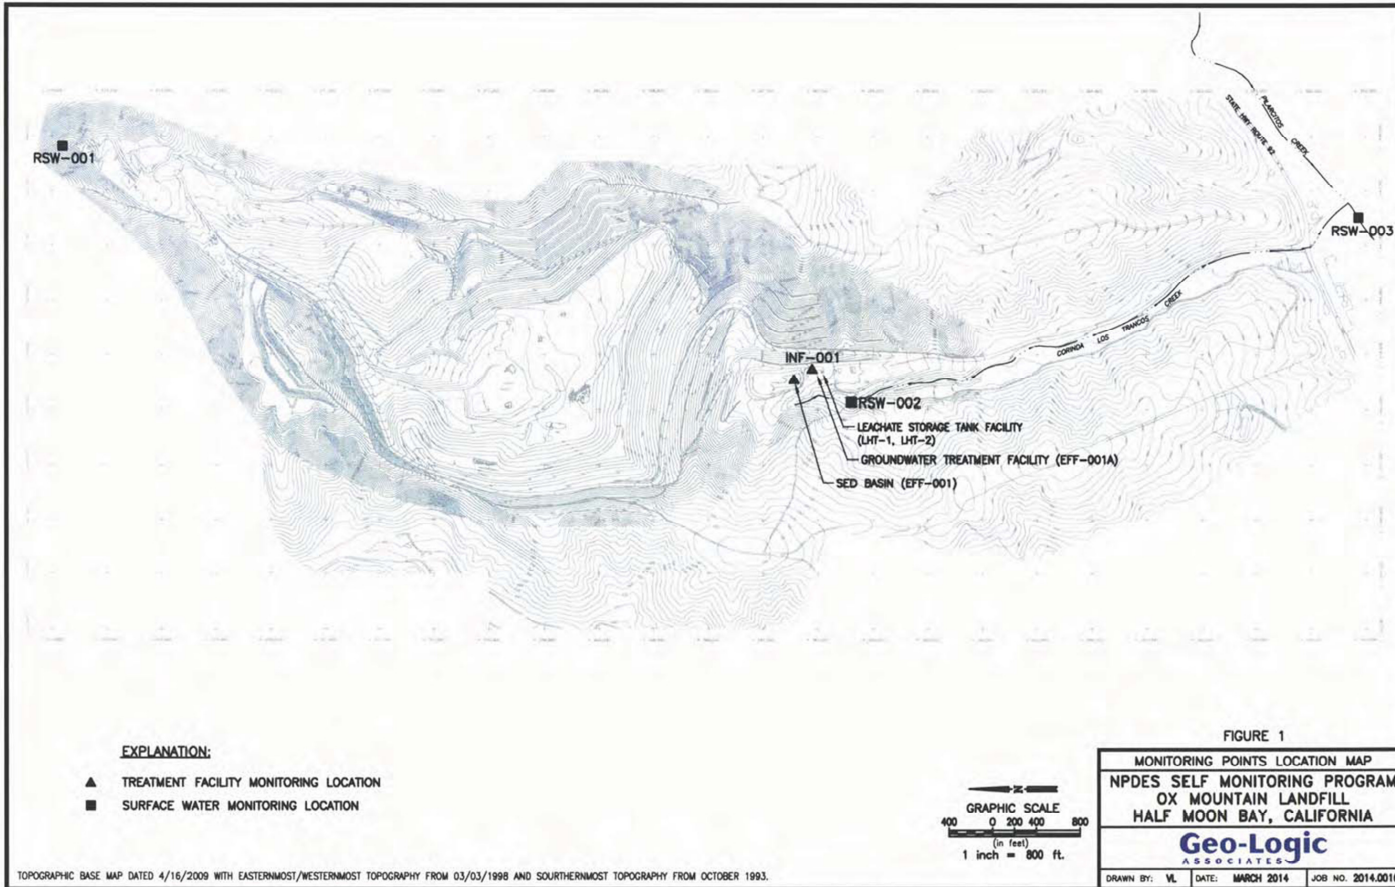 PILARCITOS CREEK
STATE HWY ROUTE 92
RSW-001
RSW-003
CORINDA LOS TRANCOS CREEK
INF-001
RSW-002
LEACHATE STORAGE TANK FACILITY
(LHT-1, LHT-2)
GROUNDWATER TREATMENT FACILITY (EFF-001A)
SED BASIN (EFF-001)
EXPLANATION:
TREATMENT FACILITY MONITORING LOCATION
SURFACE WATER MONITORING LOCATION
N
GRAPHIC SCALE
400 0 200 400 800
(in feet)
1 inch = 800 ft.
FIGURE 1
MONITORING POINTS LOCATION MAP
NPDES SELF MONITORING PROGRAM
OX MOUNTAIN LANDFILL
HALF MOON BAY, CALIFORNIA
Geo-Logic
ASSOCIATES
DRAWN BY: VL DATE: MARCH 2014 JOB NO. 2014.001
TOPOGRAPHIC BASE MAP DATED 4/16/2009 WITH EASTERNMOST/WESTERNMOST TOPOGRAPHY FROM 03/03/1998 AND SOURTHERNMOST TOPOGRAPHY FROM OCTOBER 1993.